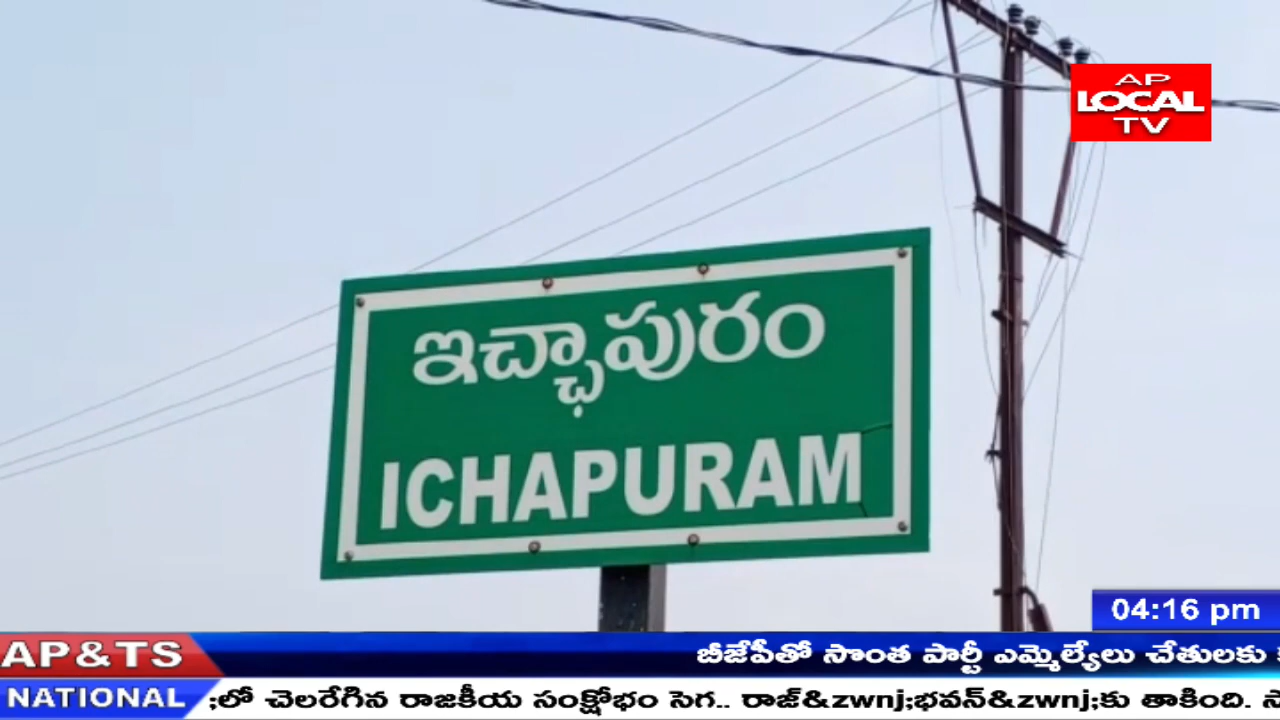 AP
LOCAL
TV
ఇచ్ఛాపురం
ICHAPURAM
04:16 pm
AP&TS
బీజేపీతో సొంత పార్టీ ఎమ్మెల్యేలు చేతులకు
NATIONAL
;లో చెలరేగిన రాజకీయ సంక్షోభం సెగ.. రాజ్&zwnj;భవన్&zwnj;కు తాకింది.